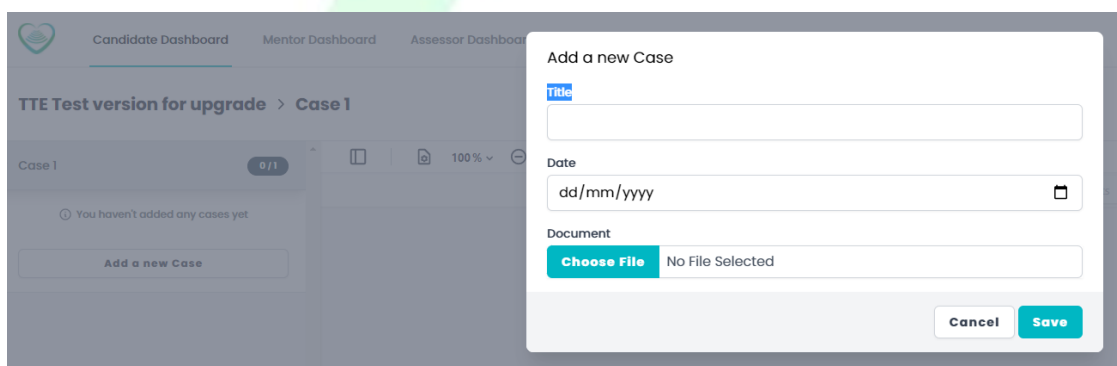 Candidate Dashboard Mentor Dashboard Assessor Dashboar
TTE Test version for upgrade > Case 1
Case 1 0/1
100%
You haven't added any cases yet
Add a new Case
Add a new Case
Title
Date
dd/mm/yyyy
Document
Choose File No File Selected
Cancel Save